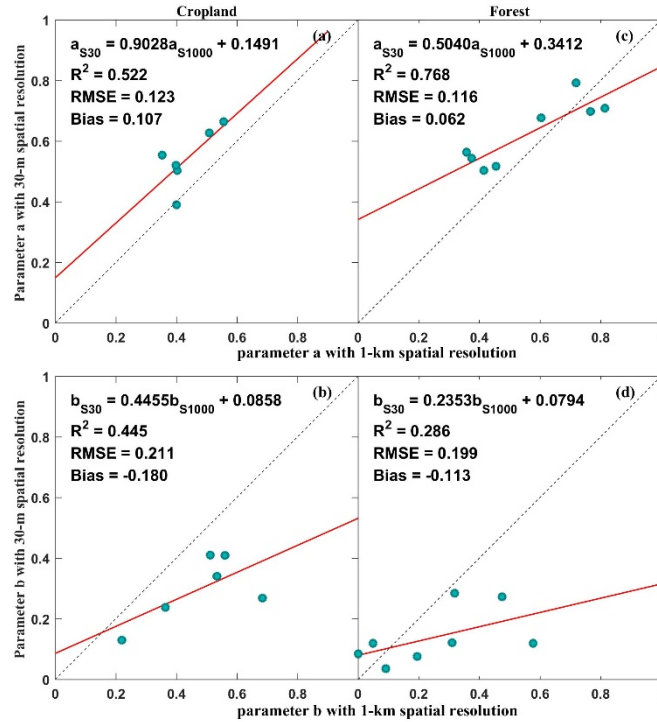 Cropland
Forest
(a)
a_S30 = 0.9028a_S1000 + 0.1491
R² = 0.522
RMSE = 0.123
Bias = 0.107
(c)
a_S30 = 0.5040a_S1000 + 0.3412
R² = 0.768
RMSE = 0.116
Bias = 0.062
Parameter a with 30-m spatial resolution
1
0.8
0.6
0.4
0.2
0
0 0.2 0.4 0.6 0.8 0 0.2 0.4 0.6 0.8 1
parameter a with 1-km spatial resolution
(b)
b_S30 = 0.4455b_S1000 + 0.0858
R² = 0.445
RMSE = 0.211
Bias = -0.180
(d)
b_S30 = 0.2353b_S1000 + 0.0794
R² = 0.286
RMSE = 0.199
Bias = -0.113
Parameter b with 30-m spatial resolution
1
0.8
0.6
0.4
0.2
0
0 0.2 0.4 0.6 0.8 0 0.2 0.4 0.6 0.8 1
parameter b with 1-km spatial resolution